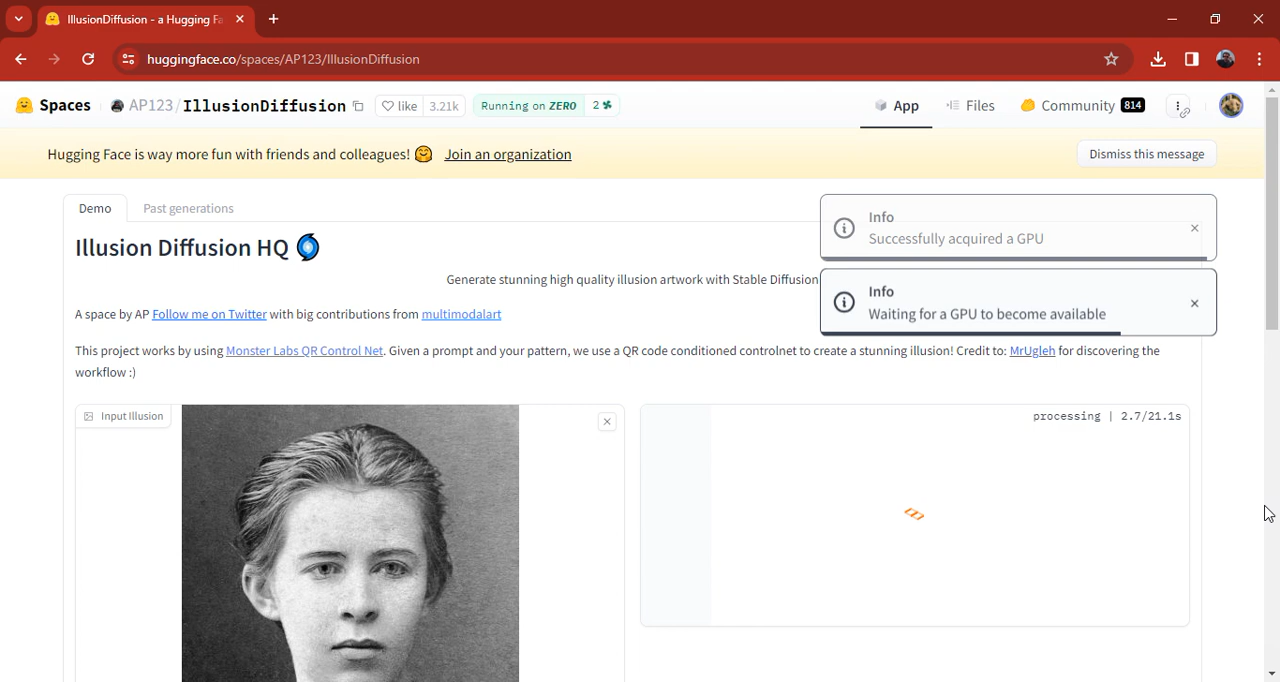 IllusionDiffusion - a Hugging Fa
huggingface.co/spaces/AP123/IllusionDiffusion
Spaces AP123/IllusionDiffusion like 3.21k Running on ZERO 2 App Files Community 814
Hugging Face is way more fun with friends and colleagues! 🤗 Join an organization Dismiss this message
Demo Past generations
Info
Successfully acquired a GPU
Illusion Diffusion HQ 🌀
Generate stunning high quality illusion artwork with Stable Diffusion
Info
Waiting for a GPU to become available
A space by AP Follow me on Twitter with big contributions from multimodalart
This project works by using Monster Labs QR Control Net. Given a prompt and your pattern, we use a QR code conditioned controlnet to create a stunning illusion! Credit to: MrUgleh for discovering the
workflow :)
Input Illusion
processing | 2.7/21.1s